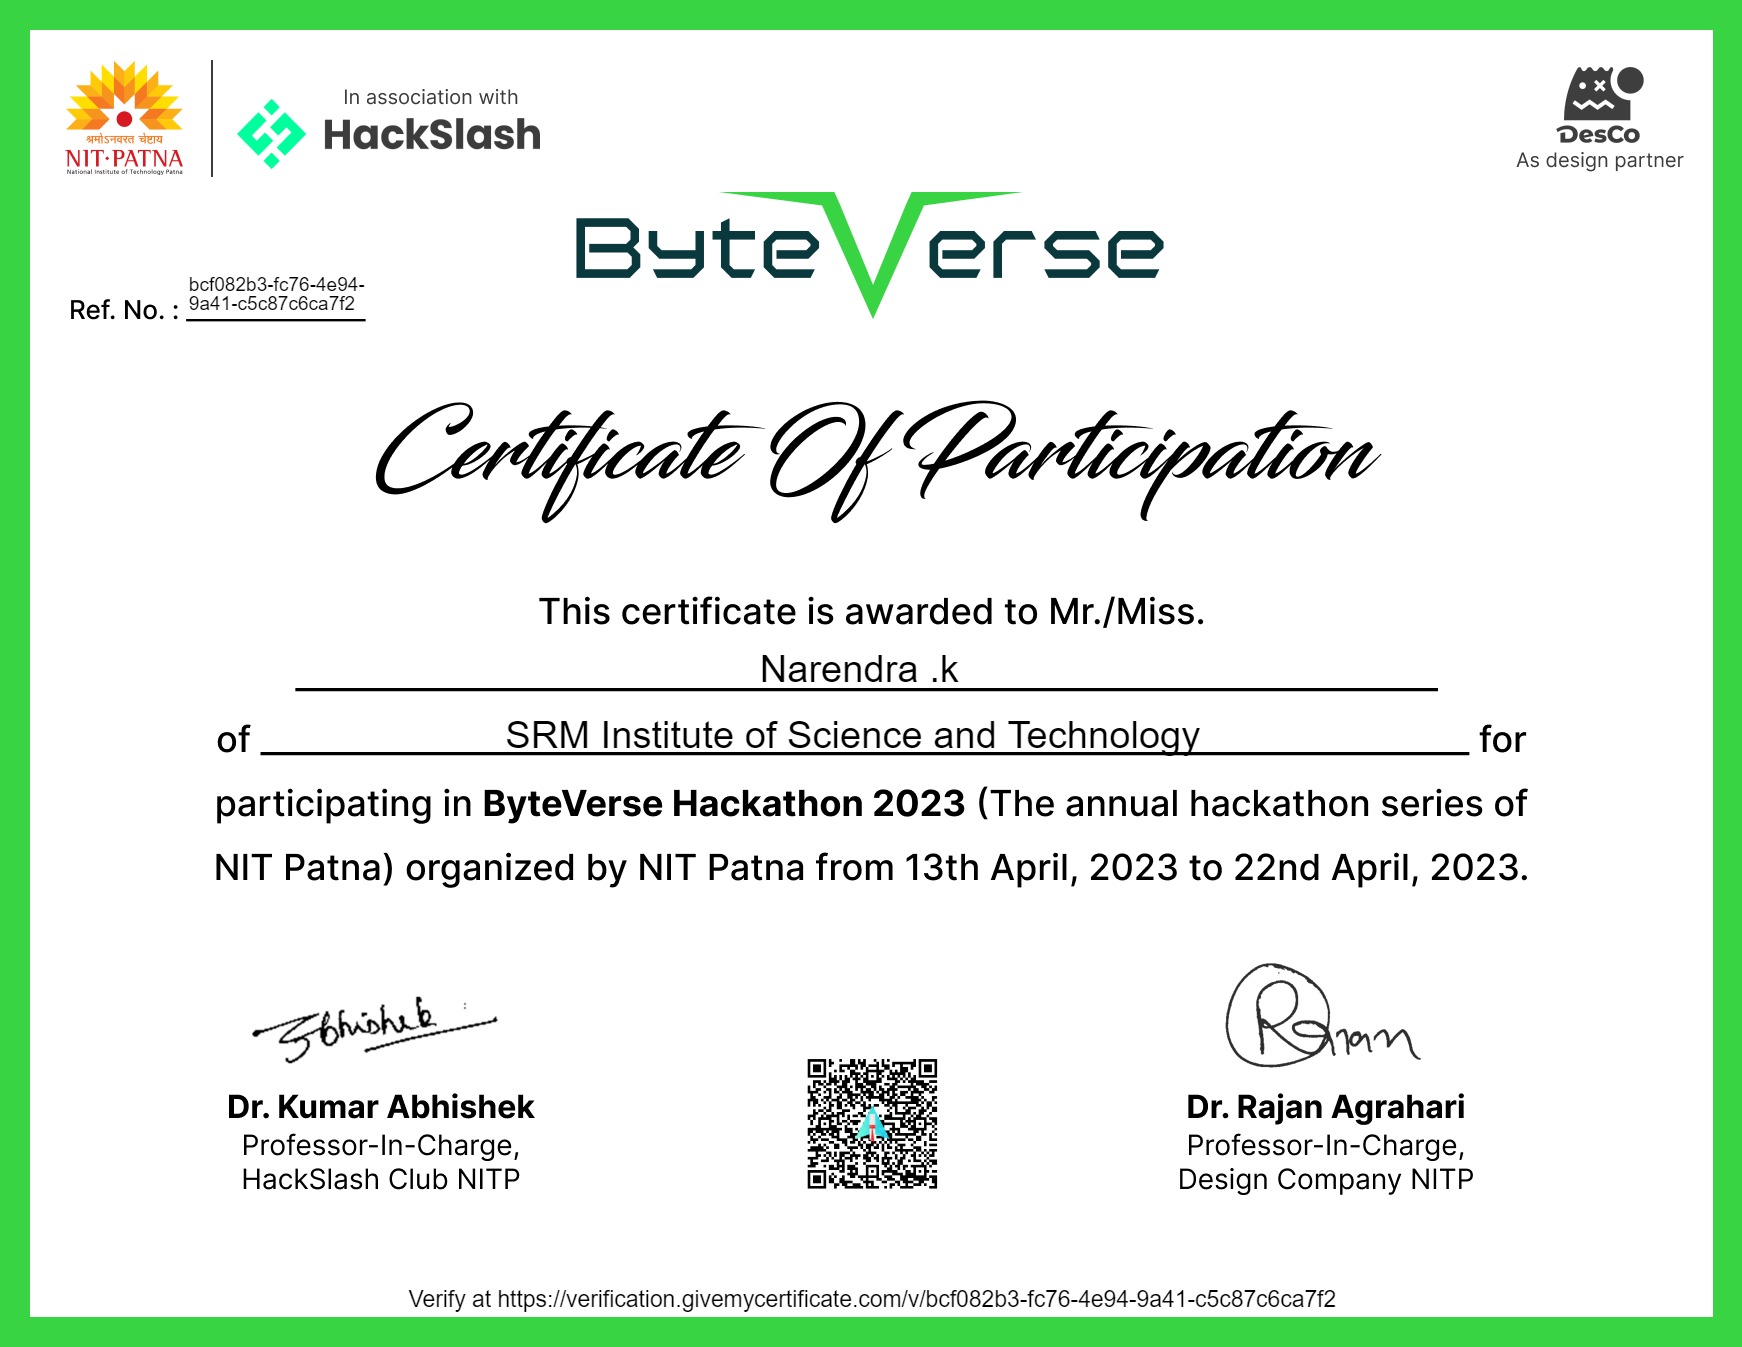 श्रमोऽनवरत चेष्टाय
NIT·PATNA
National Institute of Technology Patna
In association with
HackSlash
DesCo
As design partner
ByteVerse
Ref. No. : bcf082b3-fc76-4e94-
9a41-c5c87c6ca7f2
Certificate Of Participation
This certificate is awarded to Mr./Miss.
Narendra .k
of SRM Institute of Science and Technology for
participating in ByteVerse Hackathon 2023 (The annual hackathon series of
NIT Patna) organized by NIT Patna from 13th April, 2023 to 22nd April, 2023.
Abhishek
Dr. Kumar Abhishek
Professor-In-Charge,
HackSlash Club NITP
Rajan
Dr. Rajan Agrahari
Professor-In-Charge,
Design Company NITP
Verify at https://verification.givemycertificate.com/v/bcf082b3-fc76-4e94-9a41-c5c87c6ca7f2